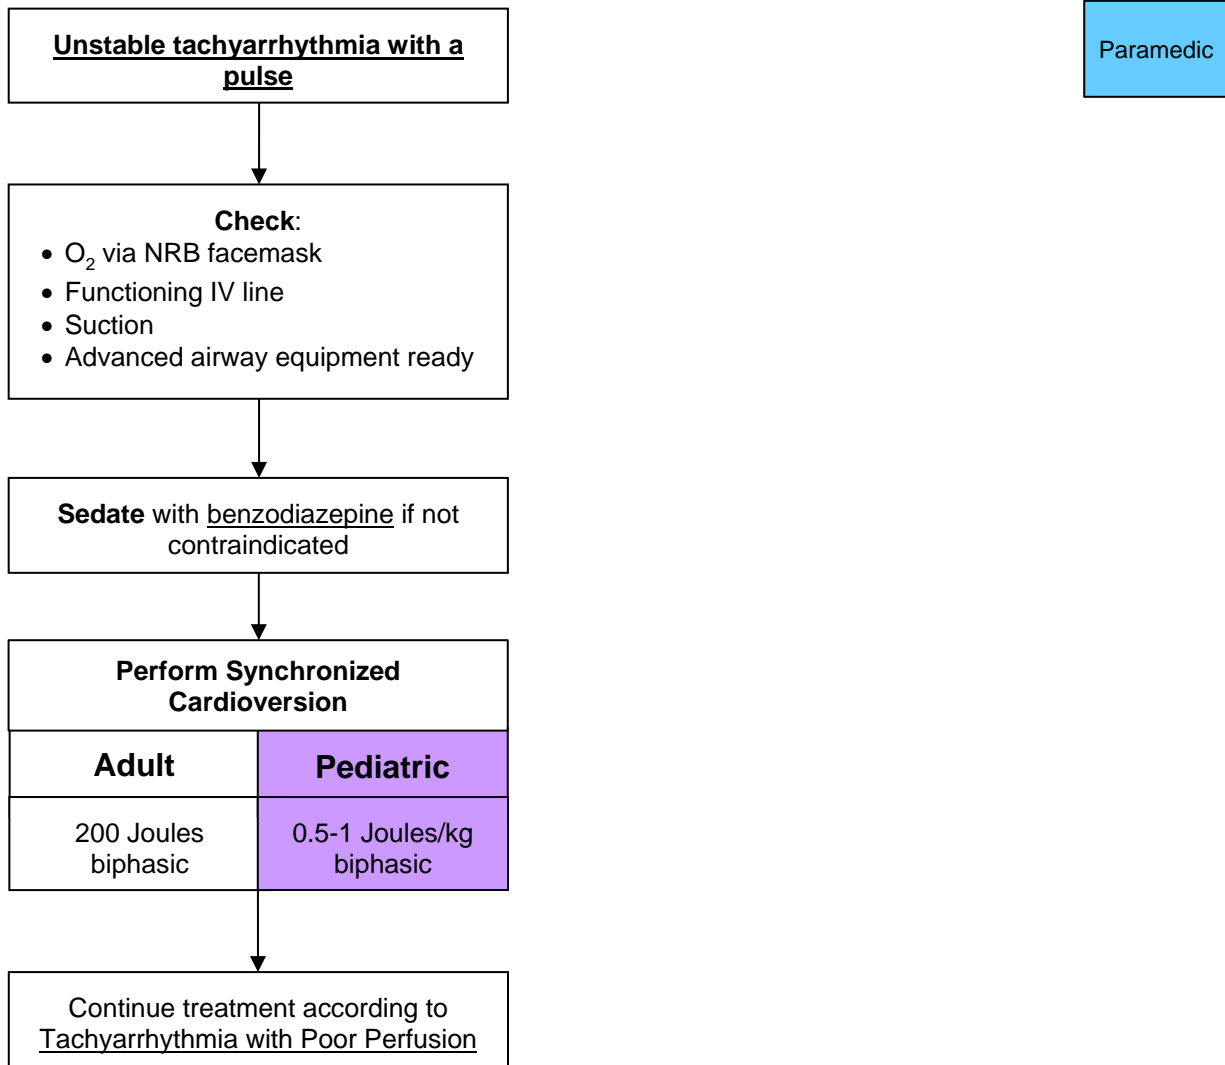 Unstable tachyarrhythmia with a
pulse
Paramedic
Check:
• O2 via NRB facemask
• Functioning IV line
• Suction
• Advanced airway equipment ready
Sedate with benzodiazepine if not
contraindicated
Perform Synchronized
Cardioversion
Adult
Pediatric
200 Joules
biphasic
0.5-1 Joules/kg
biphasic
Continue treatment according to
Tachyarrhythmia with Poor Perfusion